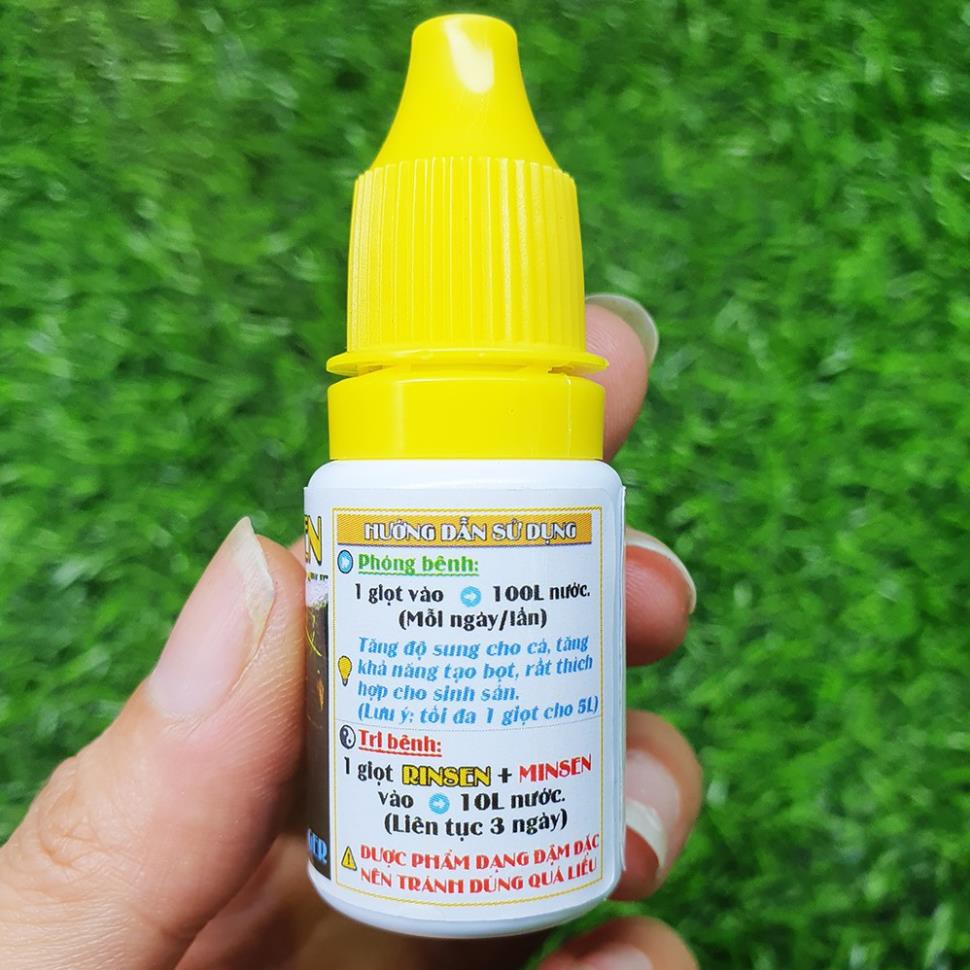 HƯỚNG DẪN SỬ DỤNG
Phòng bệnh:
1 giọt vào 100L nước.
(Mỗi ngày/lần)
Tăng độ sung cho cá, tăng
khả năng tạo bọt, rất thích
hợp cho sinh sản.
(Lưu ý: tối đa 1 giọt cho 5L)
Trị bệnh:
1 giọt RINSEN + MINSEN
vào 10L nước.
(Liên tục 3 ngày)
DƯỢC PHẨM DẠNG ĐẬM ĐẶC
NÊN TRÁNH DÙNG QUÁ LIỀU